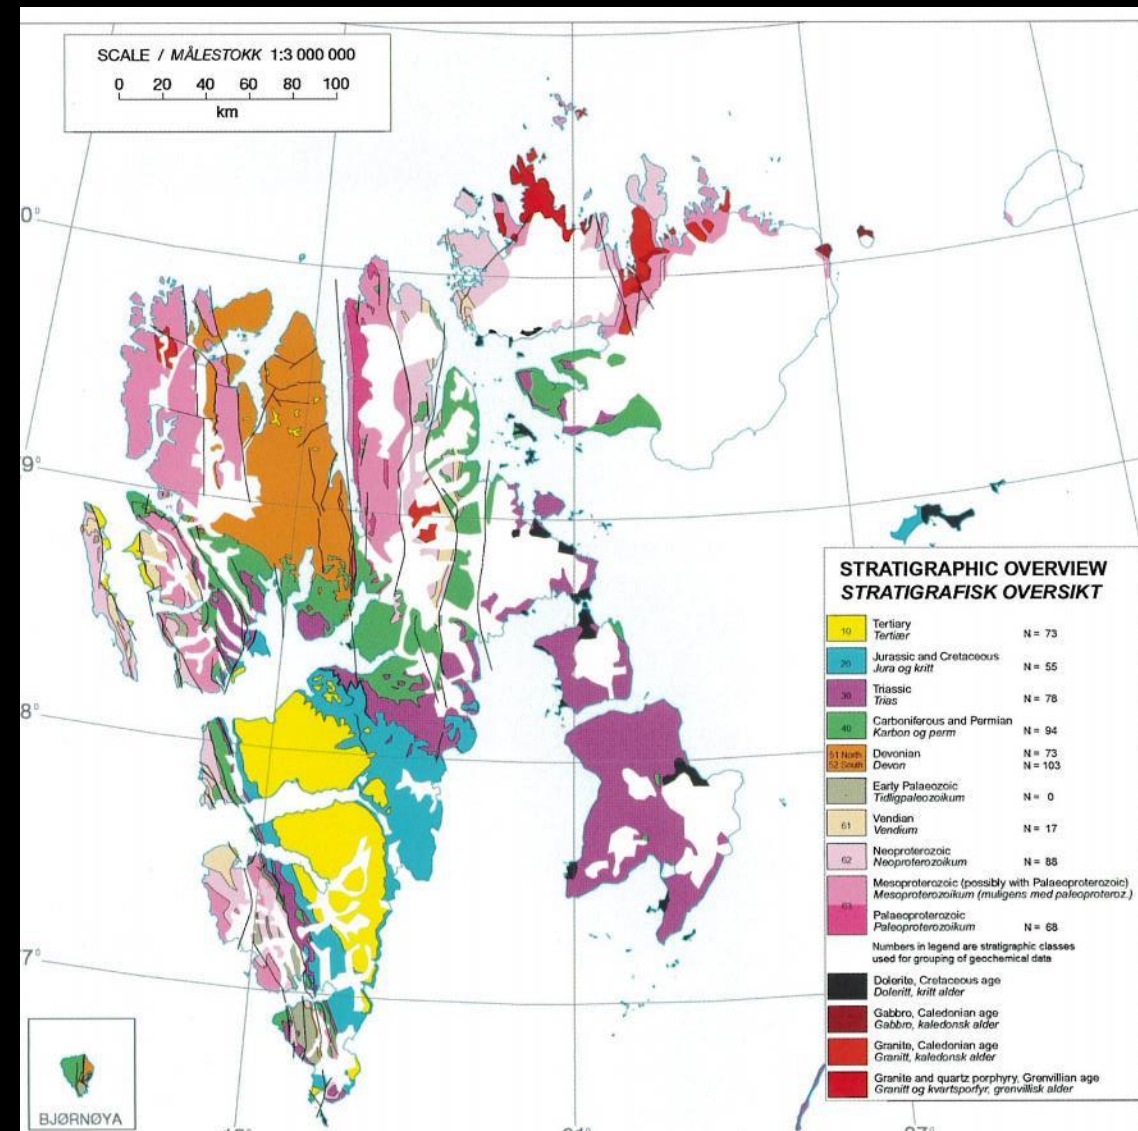 SCALE / MÅLESTOKK 1:3 000 000
0 20 40 60 80 100
km
0°
9°
8°
7°
STRATIGRAPHIC OVERVIEW
STRATIGRAFISK OVERSIKT
10 Tertiary N = 73
Tertiær
20 Jurassic and Cretaceous N = 55
Jura og kritt
30 Triassic N = 78
Trias
40 Carboniferous and Permian N = 94
Karbon og perm
51 North Devonian N = 73
52 South Devon N = 103
Early Palaeozoic N = 0
Tidligpaleozoikum
61 Vendian N = 17
Vendium
62 Neoproterozoic N = 88
Neoproterozoikum
63 Mesoproterozoic (possibly with Palaeoproterozoic)
Mesoproterozoikum (muligens med paleoproteroz.)
Palaeoproterozoic
Paleoproterozoikum N = 68
Numbers in legend are stratigraphic classes
used for grouping of geochemical data
Dolerite, Cretaceous age
Doleritt, kritt alder
Gabbro, Caledonian age
Gabbro, kaledonsk alder
Granite, Caledonian age
Granitt, kaledonsk alder
Granite and quartz porphyry, Grenvillian age
Granitt og kvartsporfyr, grenvillisk alder
BJØRNØYA